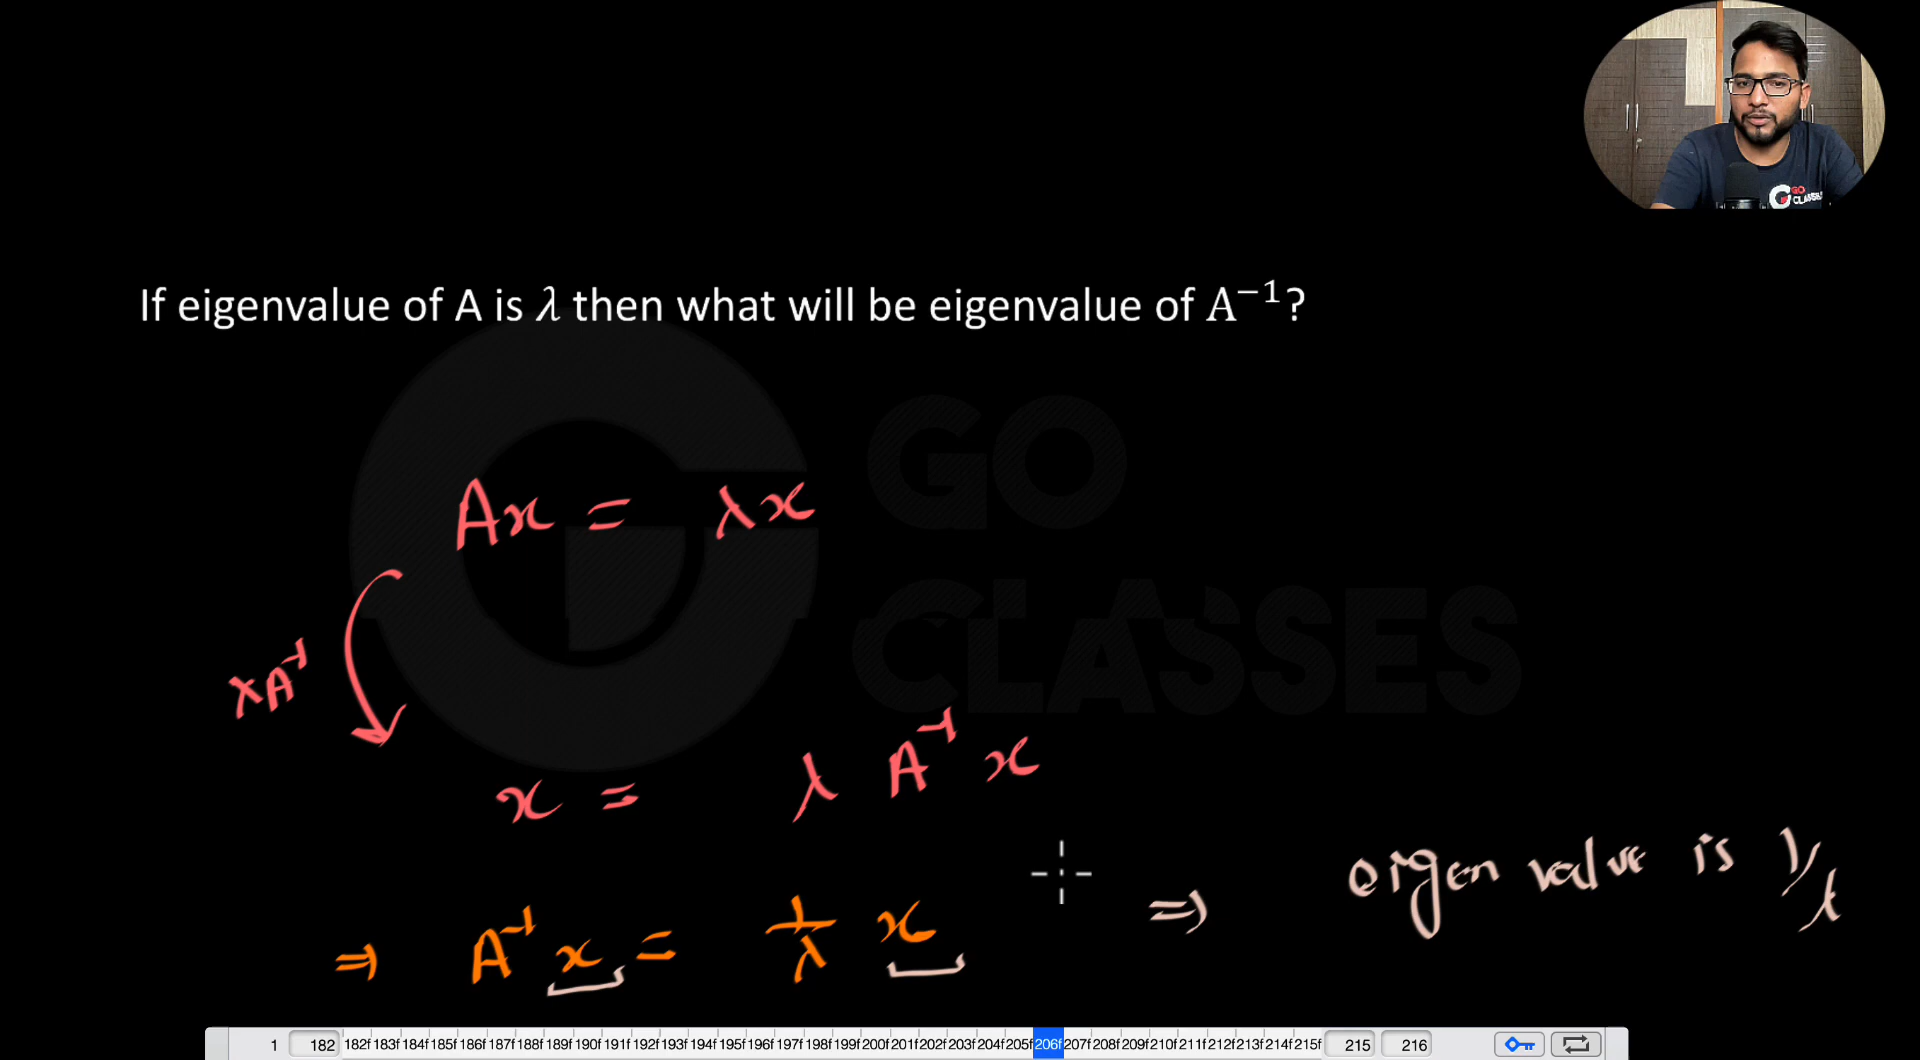 GO
CLASSES
If eigenvalue of A is λ then what will be eigenvalue of A⁻¹?
GO
CLASSES
Ax = λx
xA⁻¹
x = λ A⁻¹ x
⇒ A⁻¹ x = 1/λ x ⇒ eigen value is 1/λ
1 182 182f 183f 184f 185f 186f 187f 188f 189f 190f 191f 192f 193f 194f 195f 196f 197f 198f 199f 200f 201f 202f 203f 204f 205f 206f 207f 208f 209f 210f 211f 212f 213f 214f 215f 215 216